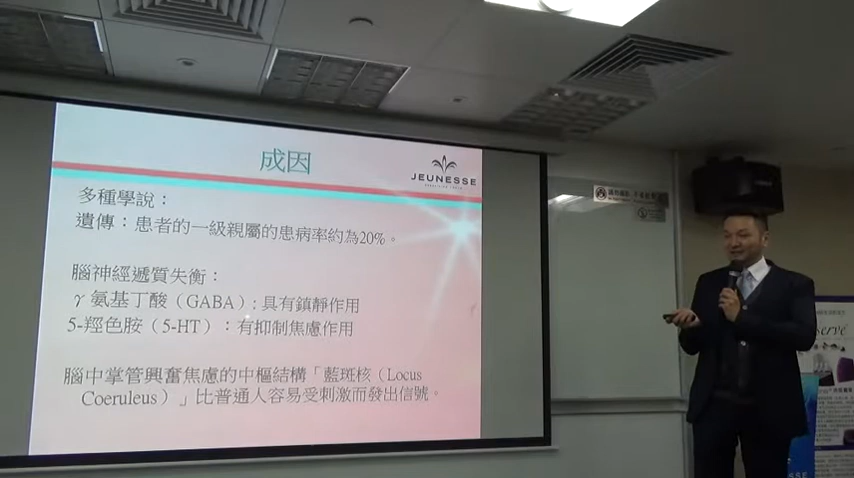 成因
JEUNESSE
多種學說：
遺傳：患者的一級親屬的患病率約為20%。
腦神經遞質失衡：
γ 氨基丁酸（GABA）：具有鎮靜作用
5-羥色胺（5-HT）：有抑制焦慮作用
腦中掌管興奮焦慮的中樞結構「藍斑核（Locus
Coeruleus）」比普通人容易受刺激而發出信號。